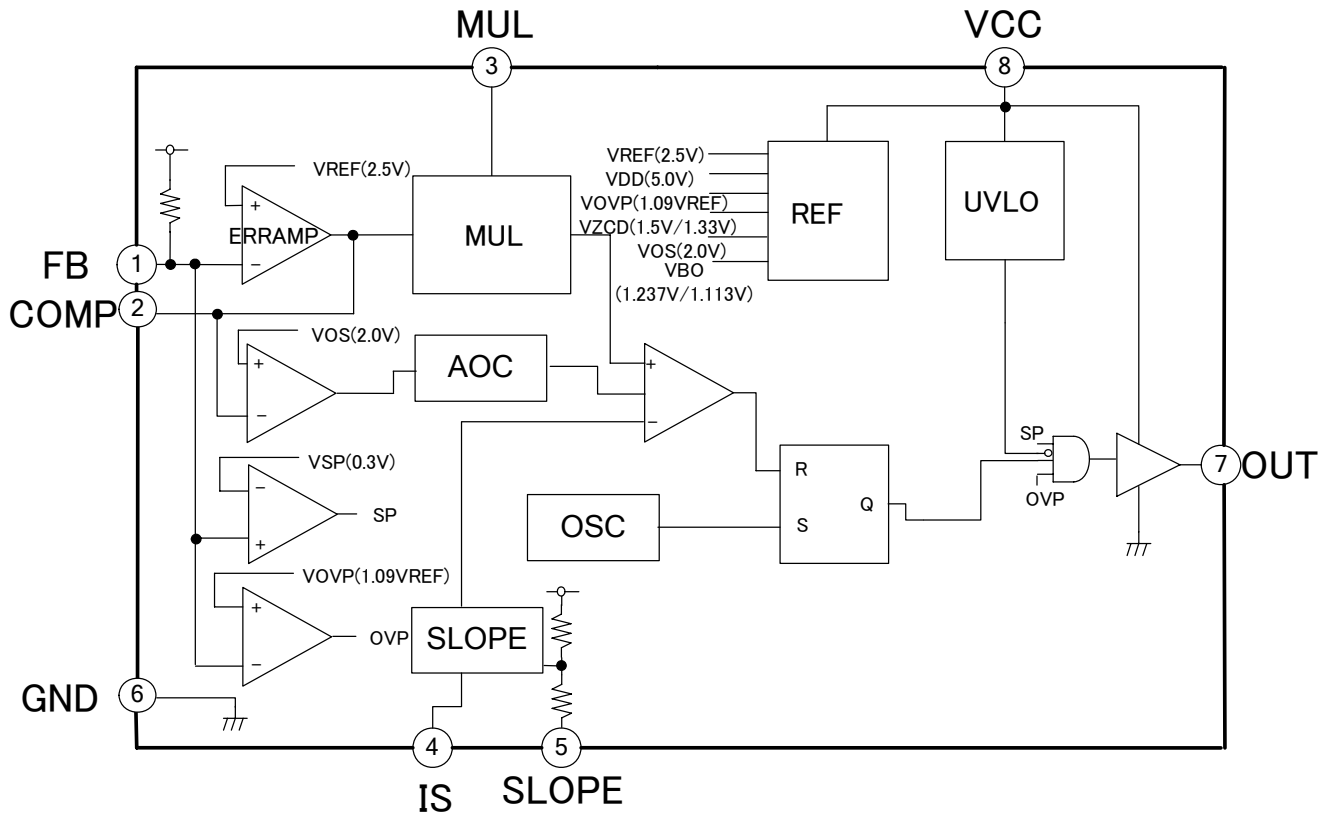 MUL
VCC
3
8
VREF(2.5V)
+
ERRAMP
−
MUL
VREF(2.5V)
VDD(5.0V)
VOVP(1.09VREF)
VZCD(1.5V/1.33V)
VOS(2.0V)
VBO
(1.237V/1.113V)
REF
UVLO
FB
1
COMP
2
VOS(2.0V)
+
−
AOC
+
−
VSP(0.3V)
−
+
SP
OSC
R
S
Q
SP
OVP
7
OUT
VOVP(1.09VREF)
+
−
OVP
SLOPE
GND
6
4
5
IS
SLOPE